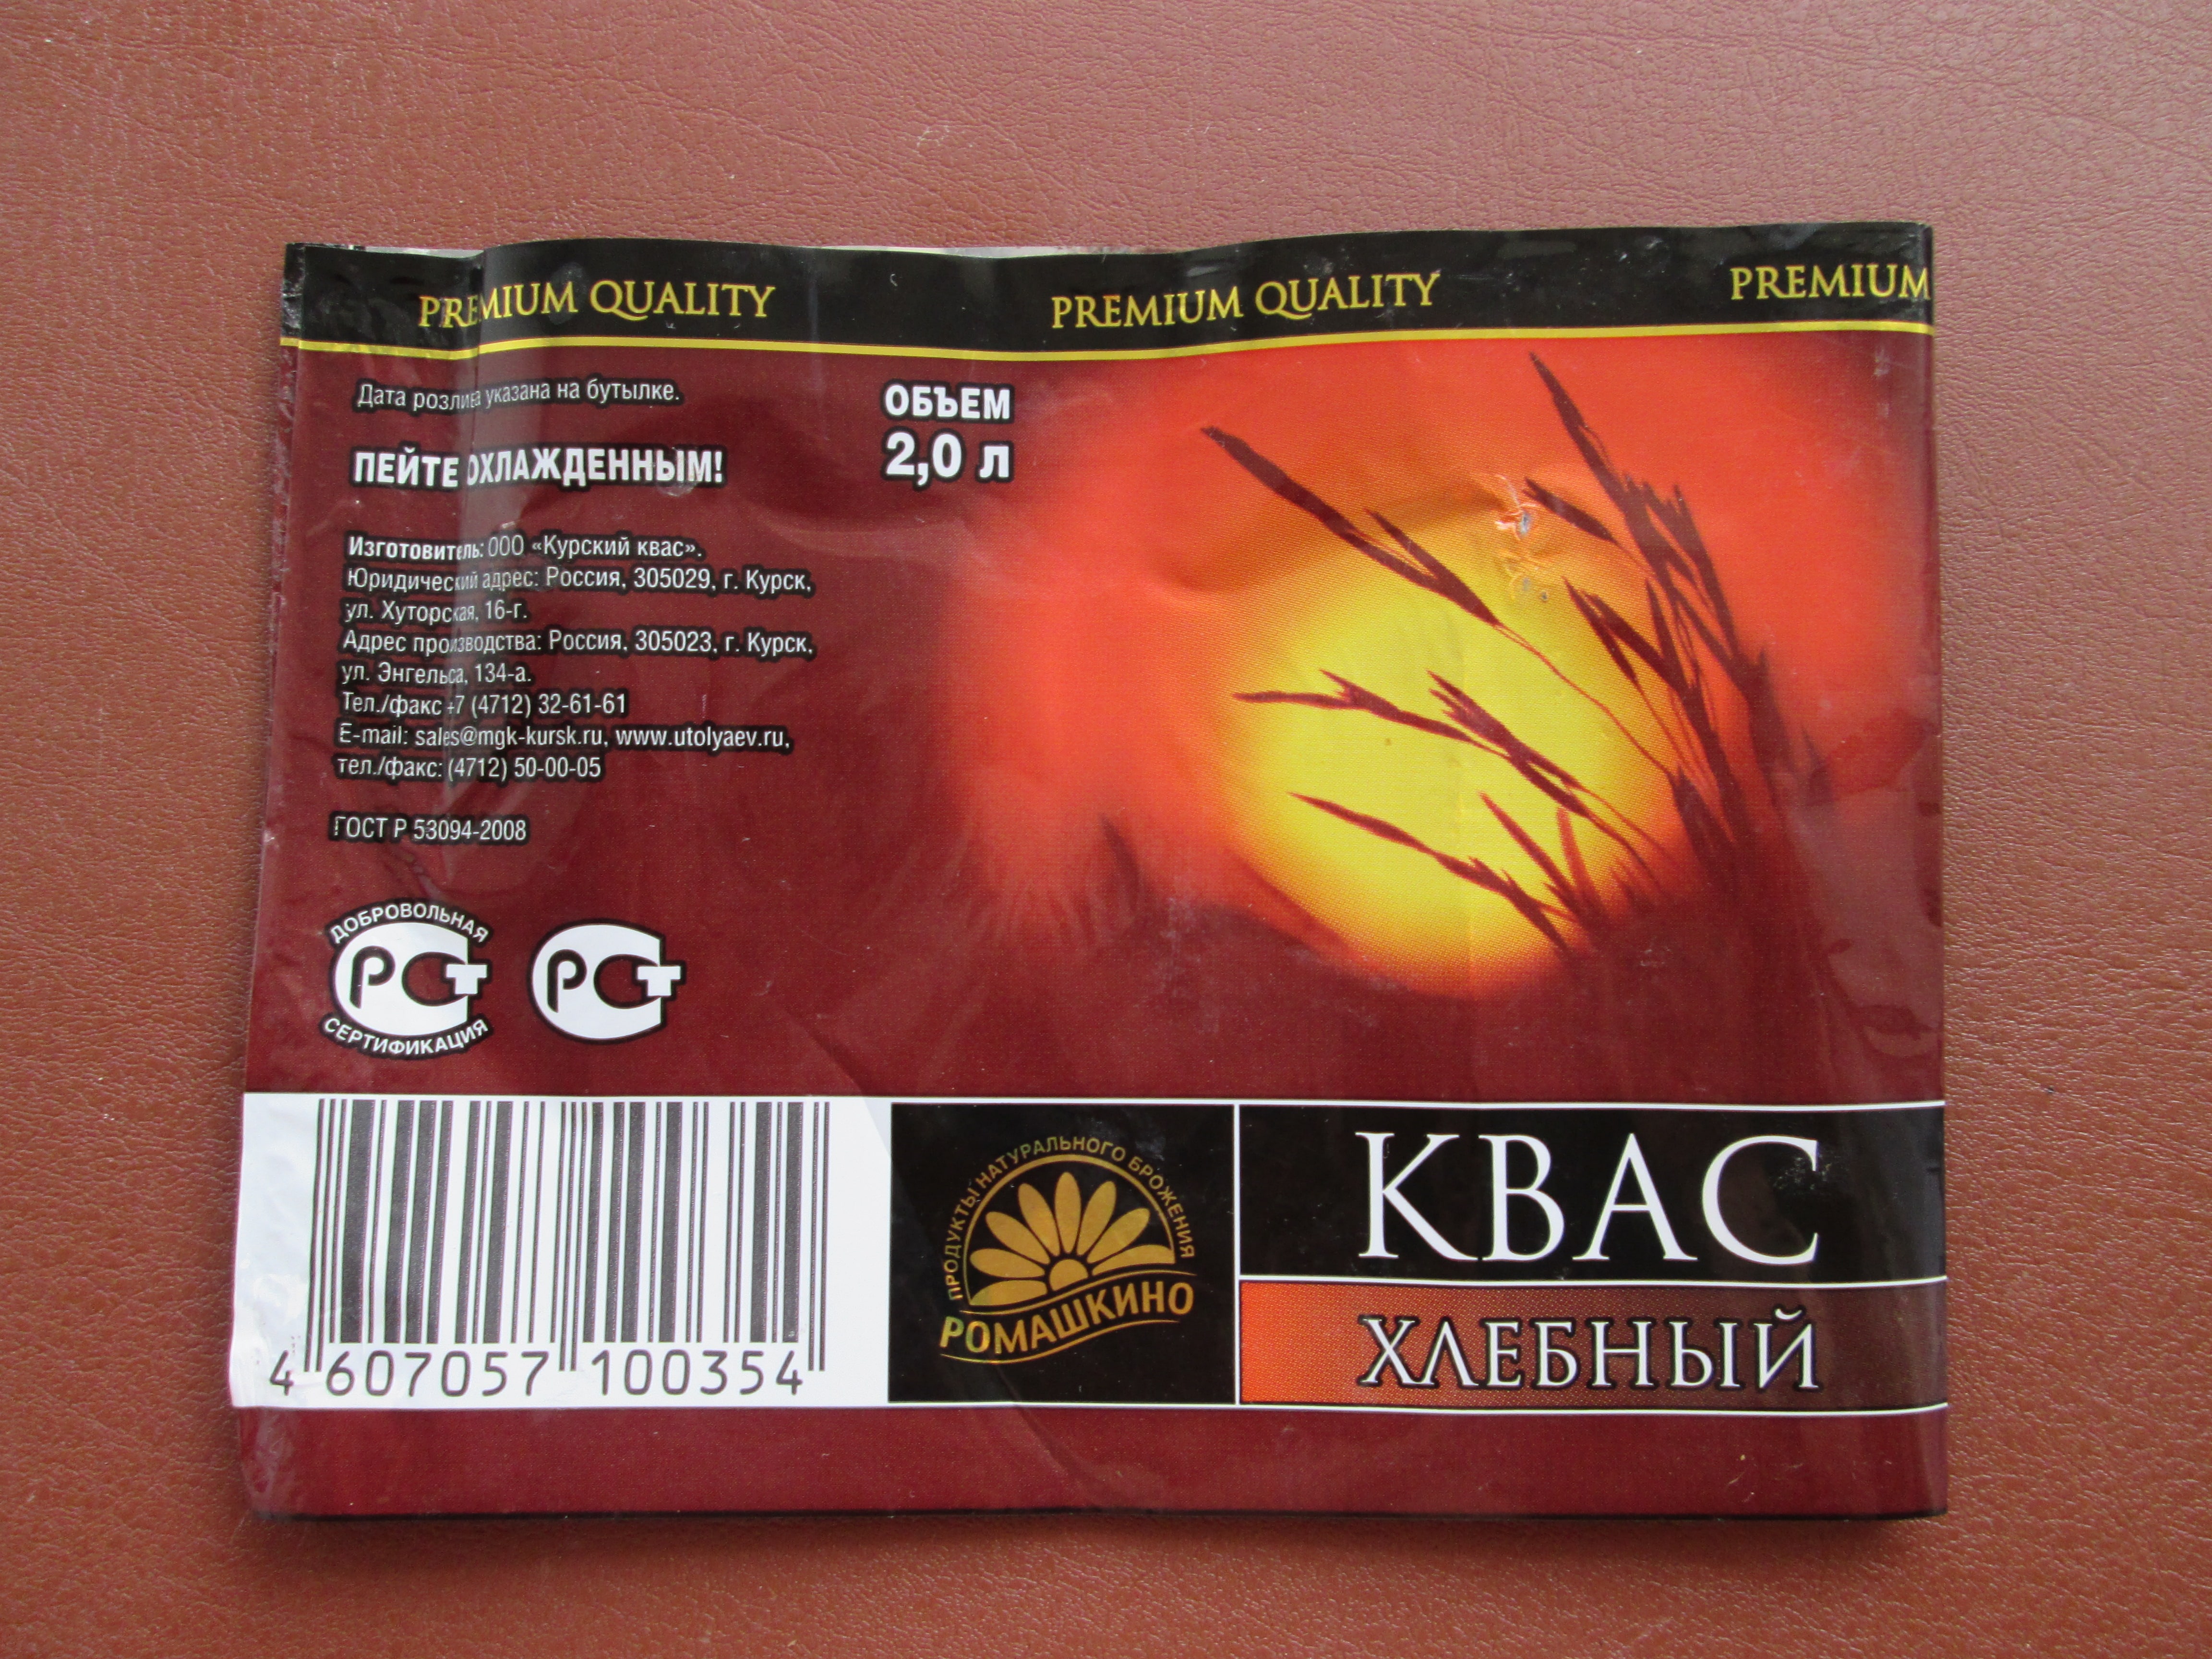 PREMIUM QUALITY PREMIUM QUALITY PREMIUM
Дата розлива указана на бутылке.
ПЕЙТЕ ОХЛАЖДЕННЫМ!
Изготовитель: ООО «Курский квас».
Юридический адрес: Россия, 305029, г. Курск,
ул. Хуторская, 16-г.
Адрес производства: Россия, 305023, г. Курск,
ул. Энгельса, 134-а.
Тел./факс +7 (4712) 32-61-61
E-mail: sales@mgk-kursk.ru, www.utolyaev.ru,
тел./факс: (4712) 50-00-05
ГОСТ Р 53094-2008
ДОБРОВОЛЬНАЯ
РСТ
СЕРТИФИКАЦИЯ
РСТ
4 607057 100354
ОБЪЕМ
2,0 л
ПРОДУКТЫ НАТУРАЛЬНОГО БРОЖЕНИЯ
РОМАШКИНО
КВАС
ХЛЕБНЫЙ